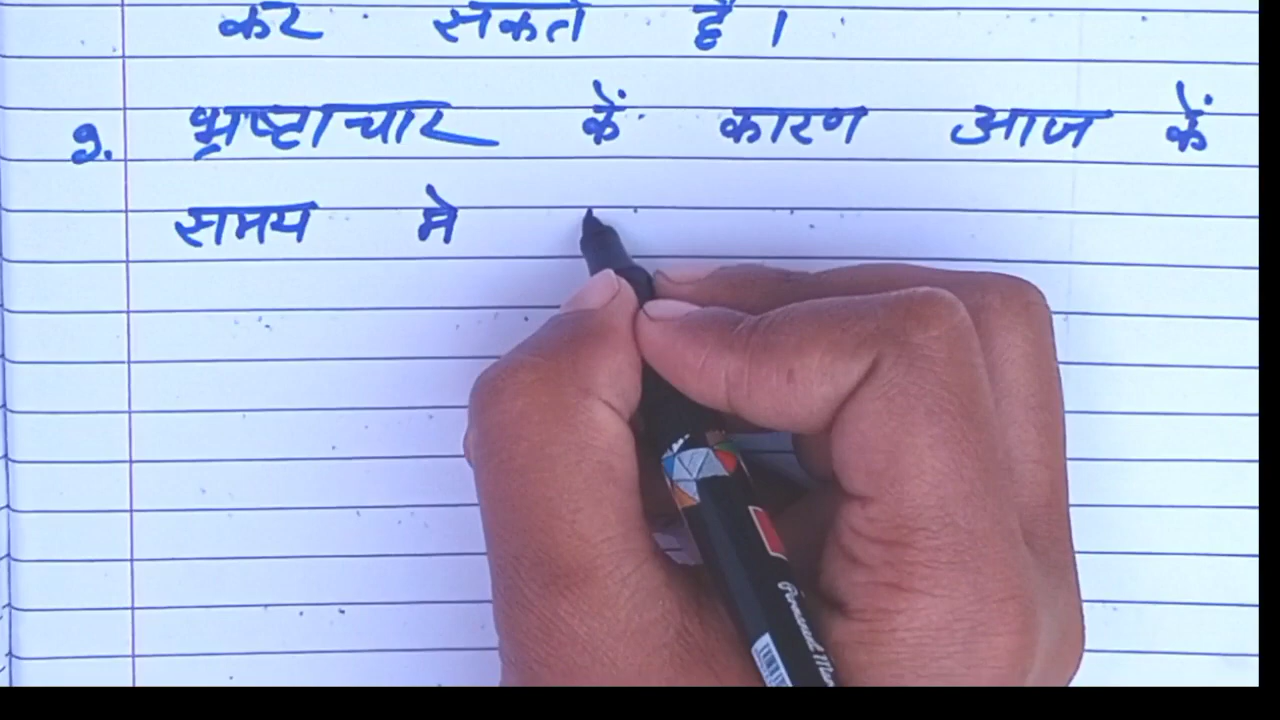 कर सकते हैं।
9. भ्रष्टाचार कें कारण आज कें
समय मे